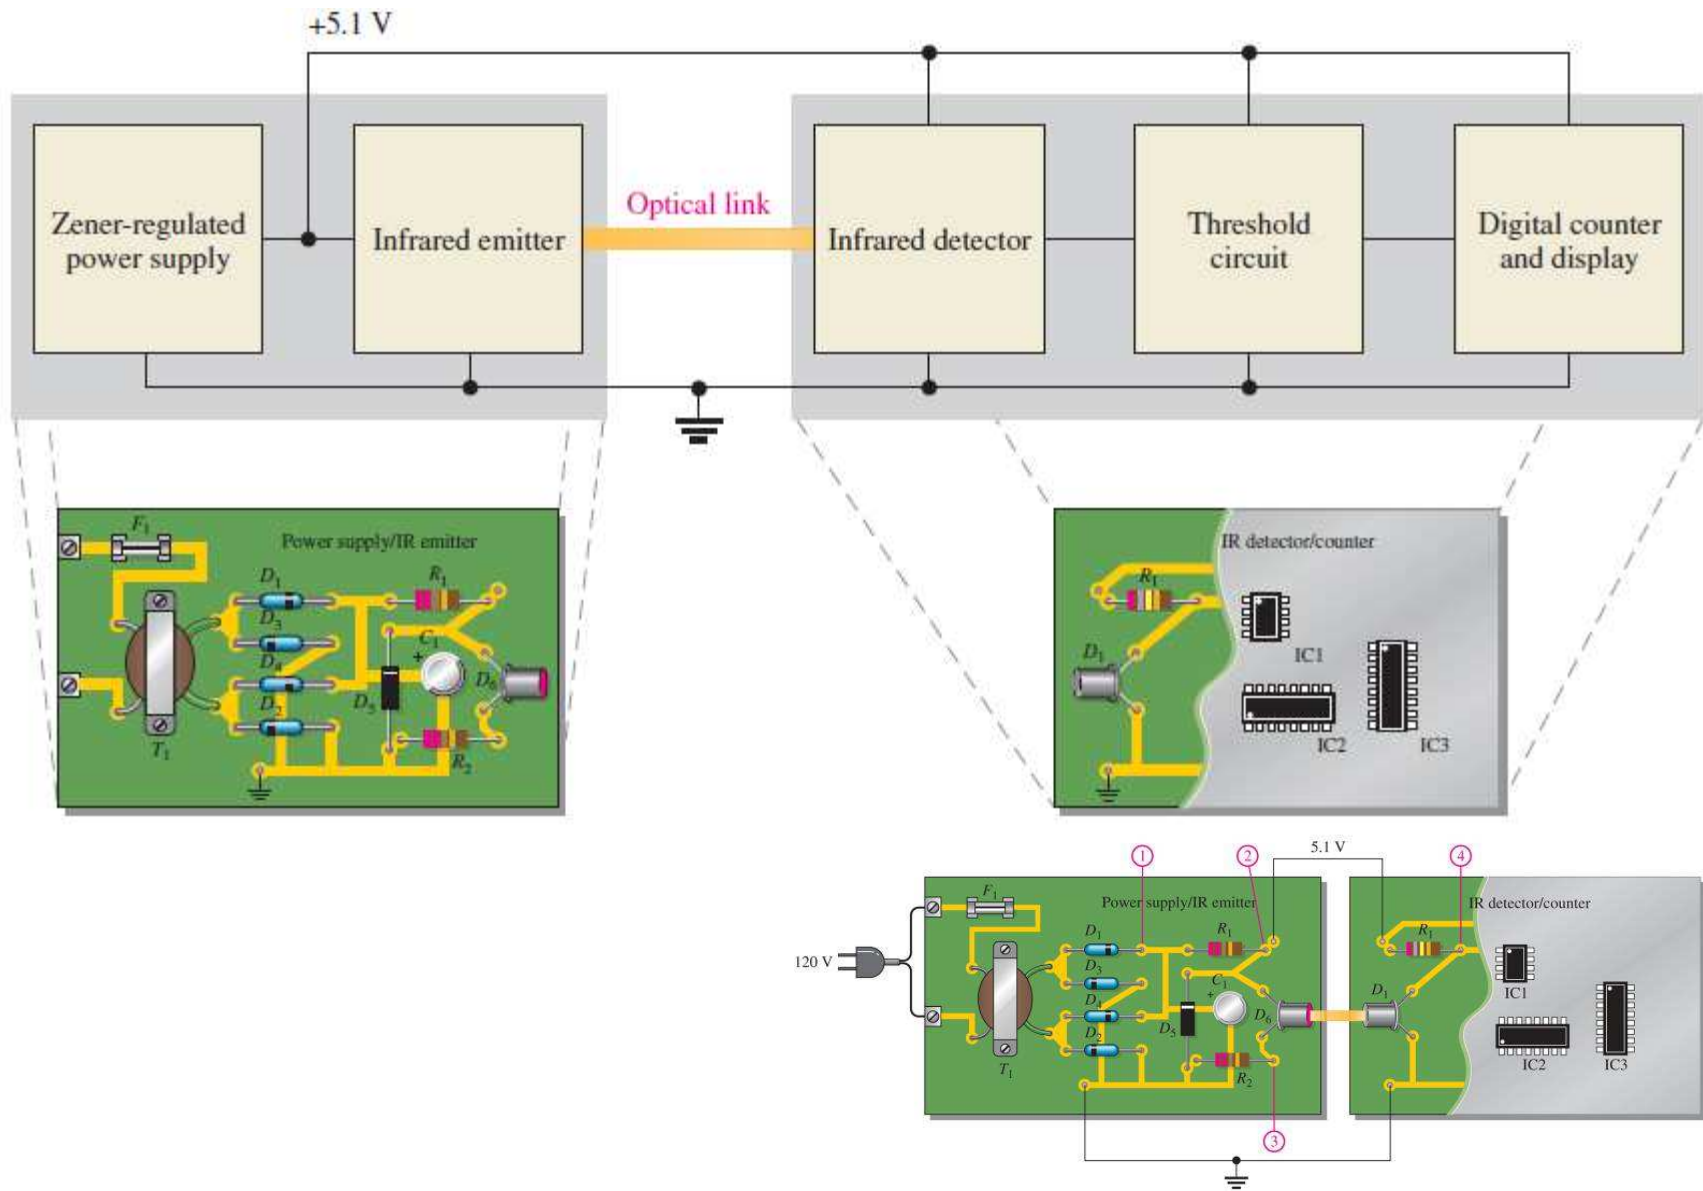 +5.1 V
Zener-regulated
power supply
Infrared emitter
Optical link
Infrared detector
Threshold
circuit
Digital counter
and display
F1
Power supply/IR emitter
D1
R1
D3
C1
+
D4
D6
D2
D5
T1
R2
IR detector/counter
R1
D1
IC1
IC2
IC3
1
2
5.1 V
4
F1
Power supply/IR emitter
IR detector/counter
120 V
D1
R1
R1
D3
C1
+
D4
D6
D1
IC1
D2
D5
T1
R2
IC2
IC3
3